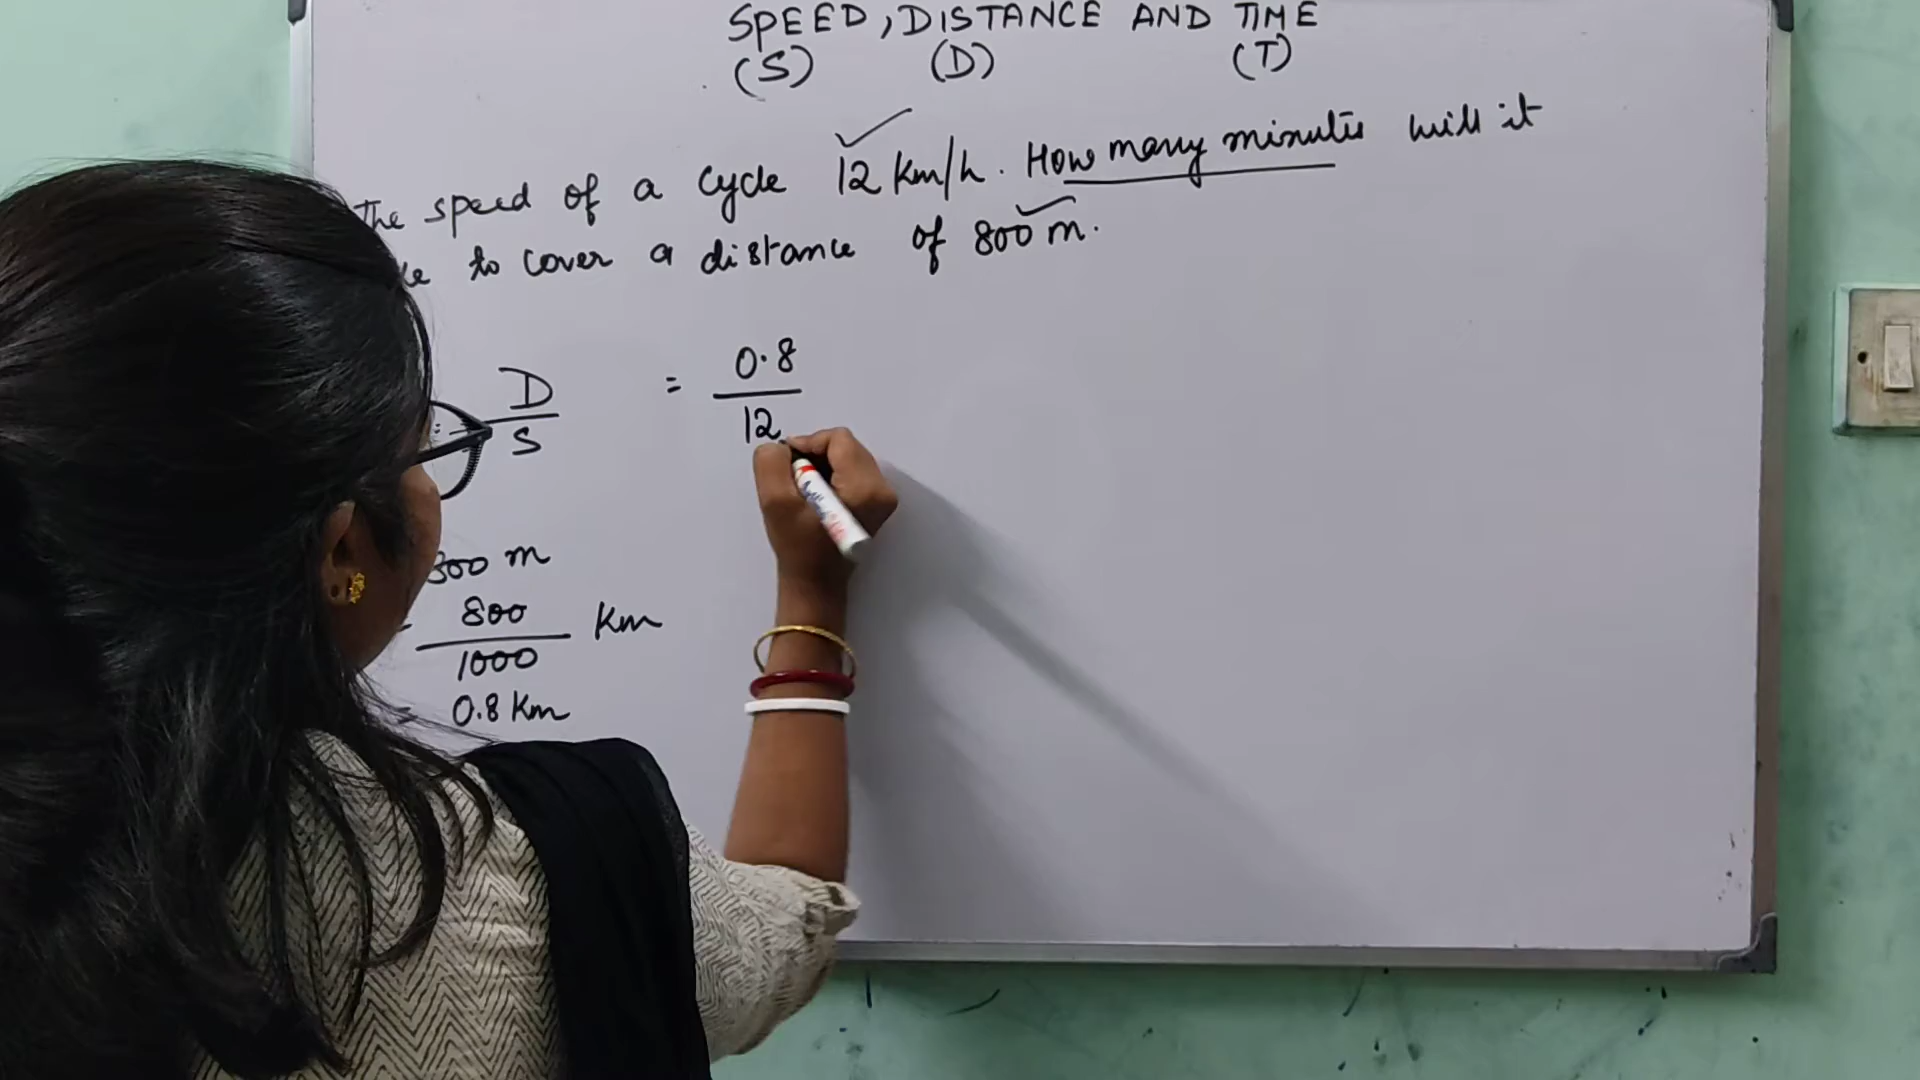 SPEED, DISTANCE AND TIME
(S) (D) (T)
The speed of a cycle 12 Km/h. How many minutes will it
to cover a distance of 800 m.
D
S
= 0.8
12
800 m
800
1000 Km
= 0.8 Km